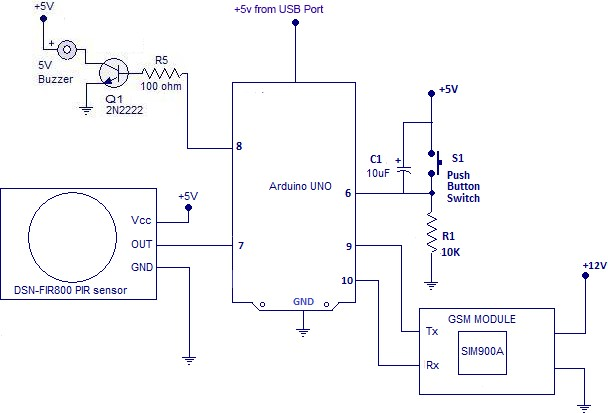 +5v from USB Port
+5V
+
5V
Buzzer
R5
100 ohm
Q1
2N2222
+5V
8
C1
+
10uF
S1
Push
Button
Switch
Arduino UNO
6
+5V
Vcc
OUT
GND
7
9
R1
10K
10
DSN-FIR800 PIR sensor
GND
+12V
GSM MODULE
Tx
SIM900A
Rx